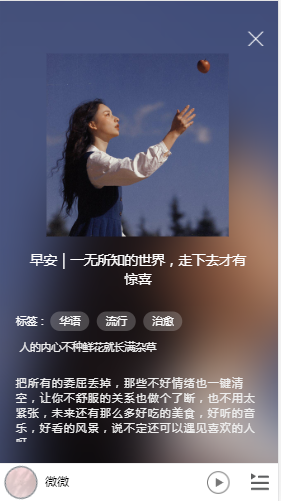 早安 | 一无所知的世界，走下去才有
惊喜
标签： 华语 流行 治愈
人的内心不种鲜花就长满杂草
把所有的委屈丢掉，那些不好情绪也一键清
空，让你不舒服的关系也做个了断，也不用太
紧张，未来还有那么多好吃的美食，好听的音
乐，好看的风景，说不定还可以遇见喜欢的人
微微